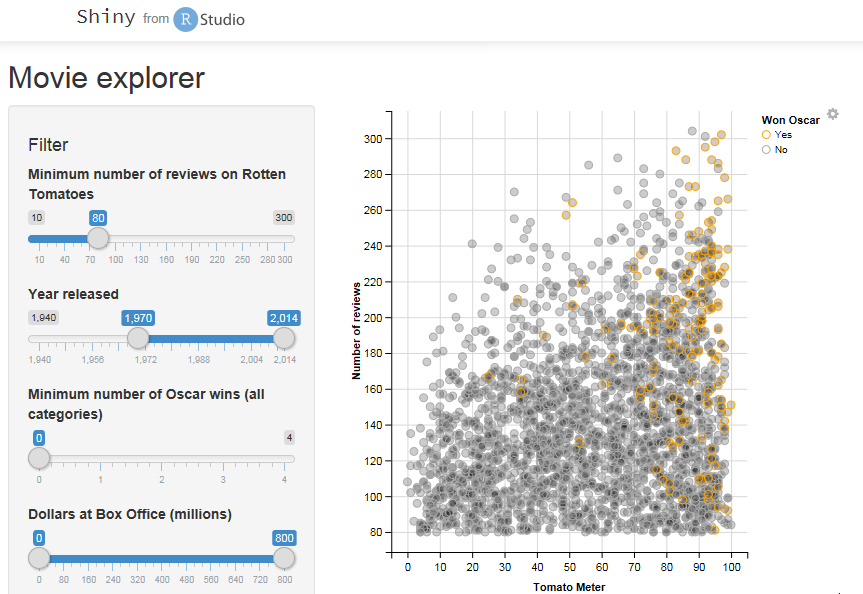 Shiny from R Studio
Movie explorer
Filter
Minimum number of reviews on Rotten
Tomatoes
10 80 300
10 40 70 100 130 160 190 220 250 280 300
Year released
1,940 1,970 2,014
1,940 1,956 1,972 1,988 2,004 2,014
Minimum number of Oscar wins (all
categories)
0 4
0 1 2 3 4
Dollars at Box Office (millions)
0 800
0 80 160 240 320 400 480 560 640 720 800
Number of reviews
300
280
260
240
220
200
180
160
140
120
100
80
0 10 20 30 40 50 60 70 80 90 100
Tomato Meter
Won Oscar
Yes
No